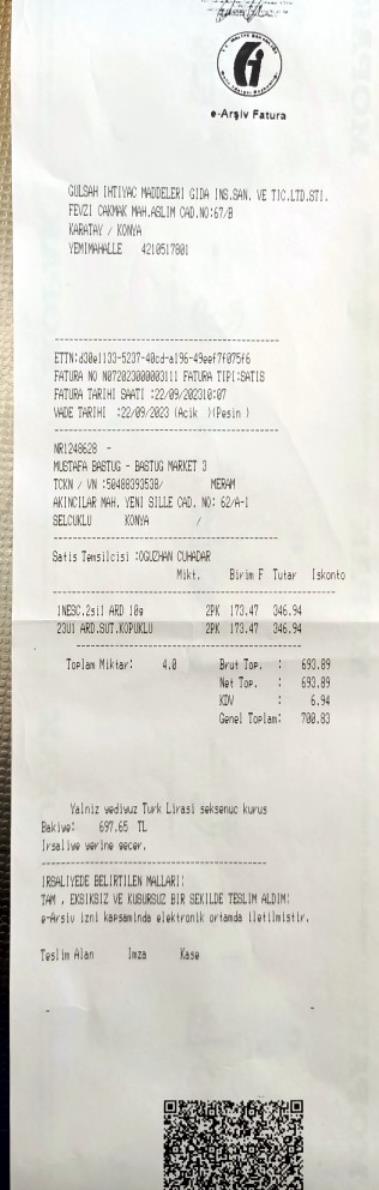 e-Arşiv Fatura
GULSAH IHTIYAC MADDELERI GIDA INS.SAN. VE TIC.LTD.STI.
FEVZI CAKMAK MAH.ASLIM CAD.NO:67/B
KARATAY / KONYA
YEMIMAHALLE 4210517801
ETTN:d30e1133-5237-40cd-a196-49eef7f075f6
FATURA NO N072023000003111 FATURA TIPI:SATIS
FATURA TARIHI SAATI :22/09/202310:07
VADE TARIHI :22/09/2023 (Acik )(Pesin )
NR1248628 -
MUSTAFA BASTUG - BASTUG MARKET 3
TCKN / VN :50488393538/ MERAM
AKINCILAR MAH. YENI SILLE CAD. NO: 62/A-1
SELCUKLU KONYA /
Satis Temsilcisi :OGUZHAN CUHADAR
Mikt. Birim F Tutar Iskonto
1NESC.2si1 ARD 10g 2PK 173.47 346.94
23U1 ARD.SUT.KOPUKLU 2PK 173.47 346.94
Toplam Miktar: 4.0 Brut Top. : 693.89
Net Top. : 693.89
KDV : 6.94
Genel Toplam: 700.83
Yalniz yediyuz Turk Lirasi seksenuc kurus
Bakiye: 697.65 TL
Irsaliye yerine gecer.
IRSALIYEDE BELIRTILEN MALLARI:
TAM , EKSIKSIZ VE KUSURSUZ BIR SEKILDE TESLIM ALDIM:
e-Arsiv izni kapsaminda elektronik ortamda iletilmistir.
Teslim Alan Imza Kase